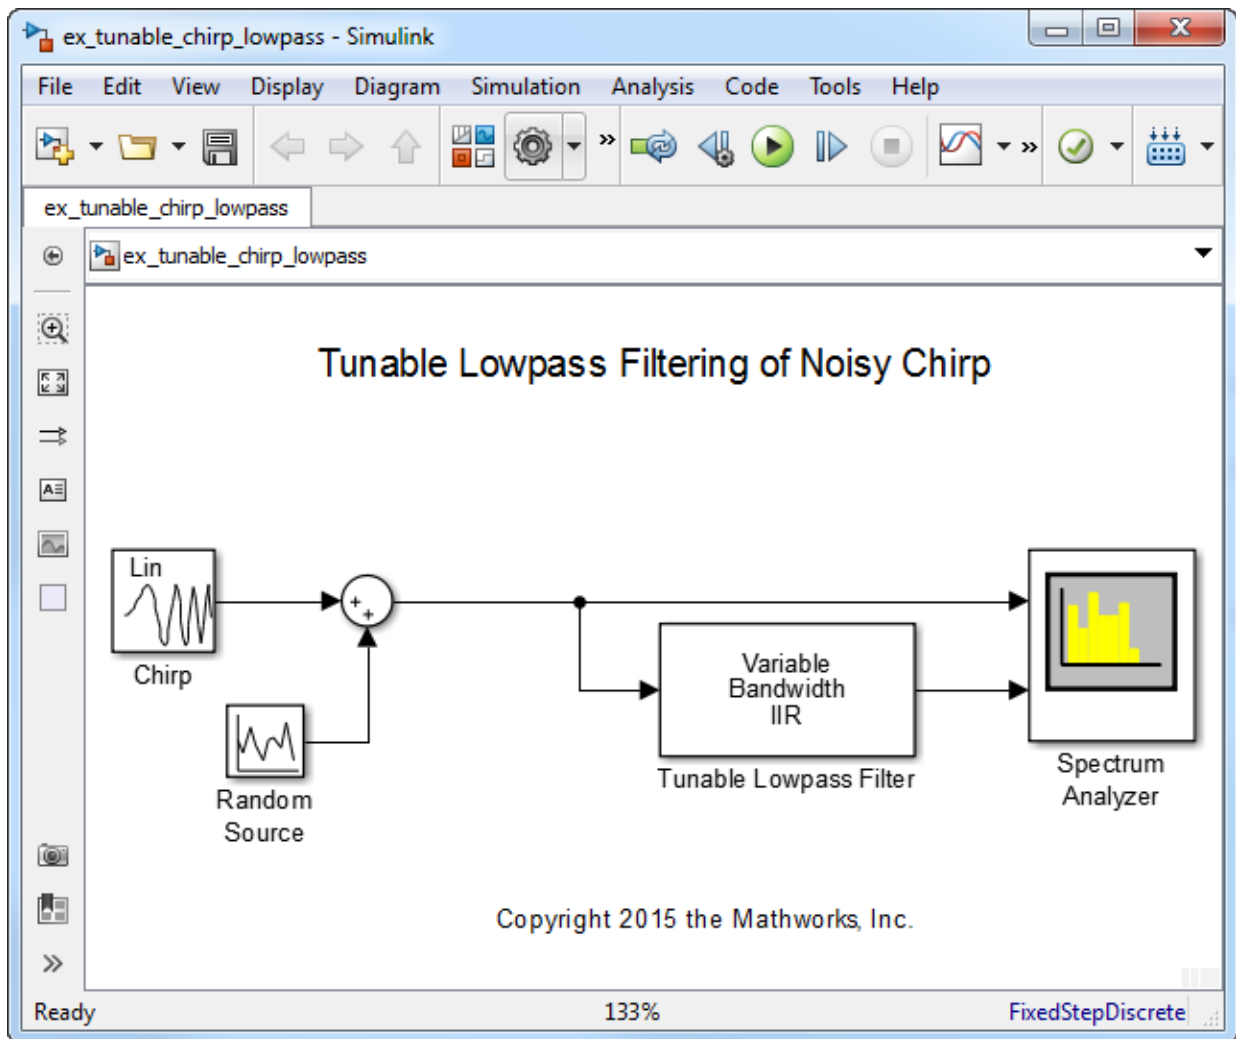 ex_tunable_chirp_lowpass - Simulink
File Edit View Display Diagram Simulation Analysis Code Tools Help
ex_tunable_chirp_lowpass
ex_tunable_chirp_lowpass
Tunable Lowpass Filtering of Noisy Chirp
Lin
Chirp
Random
Source
Variable
Bandwidth
IIR
Tunable Lowpass Filter
Spectrum
Analyzer
Copyright 2015 the Mathworks, Inc.
Ready 133% FixedStepDiscrete